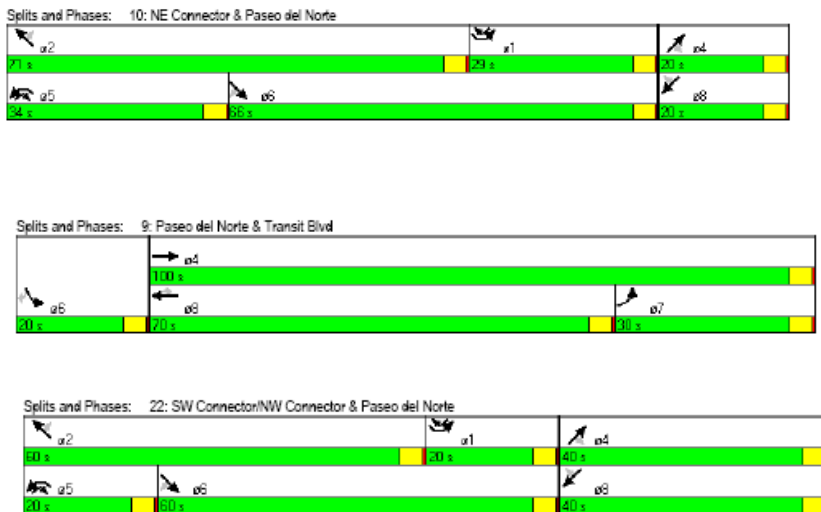 Splits and Phases: 10: NE Connector & Paseo del Norte
ø2 ø1 ø4
71 s 29 s 20 s
ø5 ø6 ø8
34 s 66 s 20 s
Splits and Phases: 9: Paseo del Norte & Transit Blvd
ø4
100 s
ø6 ø8 ø7
20 s 70 s 30 s
Splits and Phases: 22: SW Connector/NW Connector & Paseo del Norte
ø2 ø1 ø4
60 s 20 s 40 s
ø5 ø6 ø8
20 s 60 s 40 s